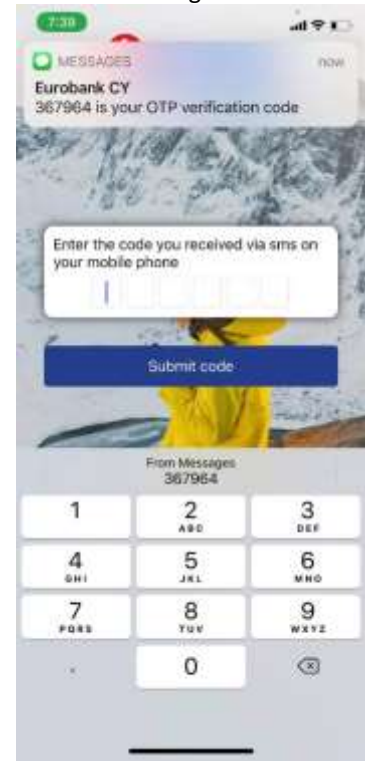 7:39
MESSAGES
now
Eurobank CY
367964 is your OTP verification code
Enter the code you received via sms on
your mobile phone
Submit code
From Messages
367964
1
2
ABC
3
DEF
4
GHI
5
JKL
6
MNO
7
PQRS
8
TUV
9
WXYZ
.
0